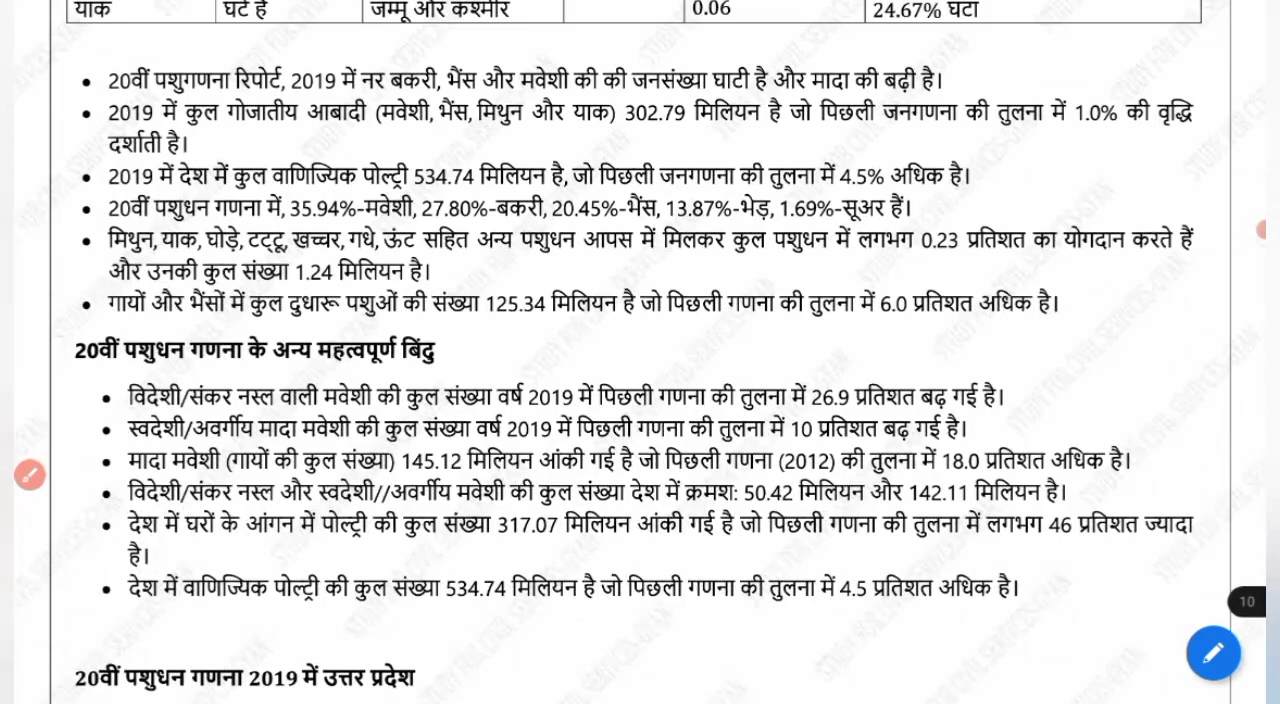 याक घटे है जम्मू और कश्मीर 0.06 24.67% घटा
• 20वीं पशुगणना रिपोर्ट, 2019 में नर बकरी, भैंस और मवेशी की की जनसंख्या घाटी है और मादा की बढ़ी है।
• 2019 में कुल गोजातीय आबादी (मवेशी, भैंस, मिथुन और याक) 302.79 मिलियन है जो पिछली जनगणना की तुलना में 1.0% की वृद्धि
दर्शाती है।
• 2019 में देश में कुल वाणिज्यिक पोल्ट्री 534.74 मिलियन है, जो पिछली जनगणना की तुलना में 4.5% अधिक है।
• 20वीं पशुधन गणना में, 35.94%-मवेशी, 27.80%-बकरी, 20.45%-भैंस, 13.87%-भेड़, 1.69%-सूअर हैं।
• मिथुन, याक, घोड़े, टट्टू, खच्चर, गधे, ऊंट सहित अन्य पशुधन आपस में मिलकर कुल पशुधन में लगभग 0.23 प्रतिशत का योगदान करते हैं
और उनकी कुल संख्या 1.24 मिलियन है।
• गायों और भैंसों में कुल दुधारू पशुओं की संख्या 125.34 मिलियन है जो पिछली गणना की तुलना में 6.0 प्रतिशत अधिक है।
20वीं पशुधन गणना के अन्य महत्वपूर्ण बिंदु
• विदेशी/संकर नस्ल वाली मवेशी की कुल संख्या वर्ष 2019 में पिछली गणना की तुलना में 26.9 प्रतिशत बढ़ गई है।
• स्वदेशी/अवर्गीय मादा मवेशी की कुल संख्या वर्ष 2019 में पिछली गणना की तुलना में 10 प्रतिशत बढ़ गई है।
• मादा मवेशी (गायों की कुल संख्या) 145.12 मिलियन आंकी गई है जो पिछली गणना (2012) की तुलना में 18.0 प्रतिशत अधिक है।
• विदेशी/संकर नस्ल और स्वदेशी//अवर्गीय मवेशी की कुल संख्या देश में क्रमश: 50.42 मिलियन और 142.11 मिलियन है।
• देश में घरों के आंगन में पोल्ट्री की कुल संख्या 317.07 मिलियन आंकी गई है जो पिछली गणना की तुलना में लगभग 46 प्रतिशत ज्यादा
है।
• देश में वाणिज्यिक पोल्ट्री की कुल संख्या 534.74 मिलियन है जो पिछली गणना की तुलना में 4.5 प्रतिशत अधिक है।
10
20वीं पशुधन गणना 2019 में उत्तर प्रदेश